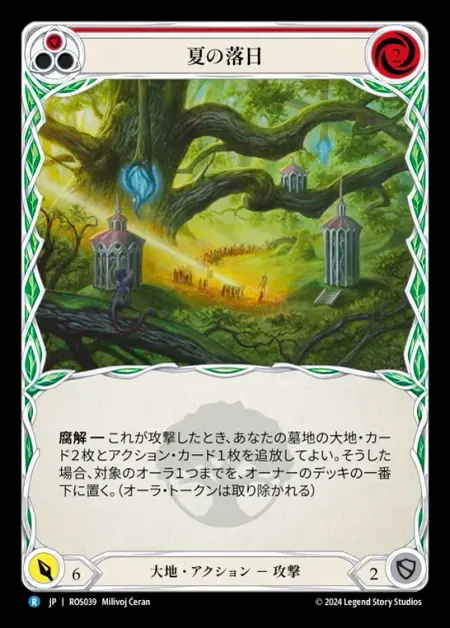 夏の落日
2
腐解 ー これが攻撃したとき、あなたの墓地の大地・カー
ド2枚とアクション・カード1枚を追放してよい。そうした
場合、対象のオーラ1つまでを、オーナーのデッキの一番
下に置く。(オーラ・トークンは取り除かれる)
6
大地・アクション ー 攻撃
2
R JP | ROS039 Milivoj Ćeran
© 2024 Legend Story Studios